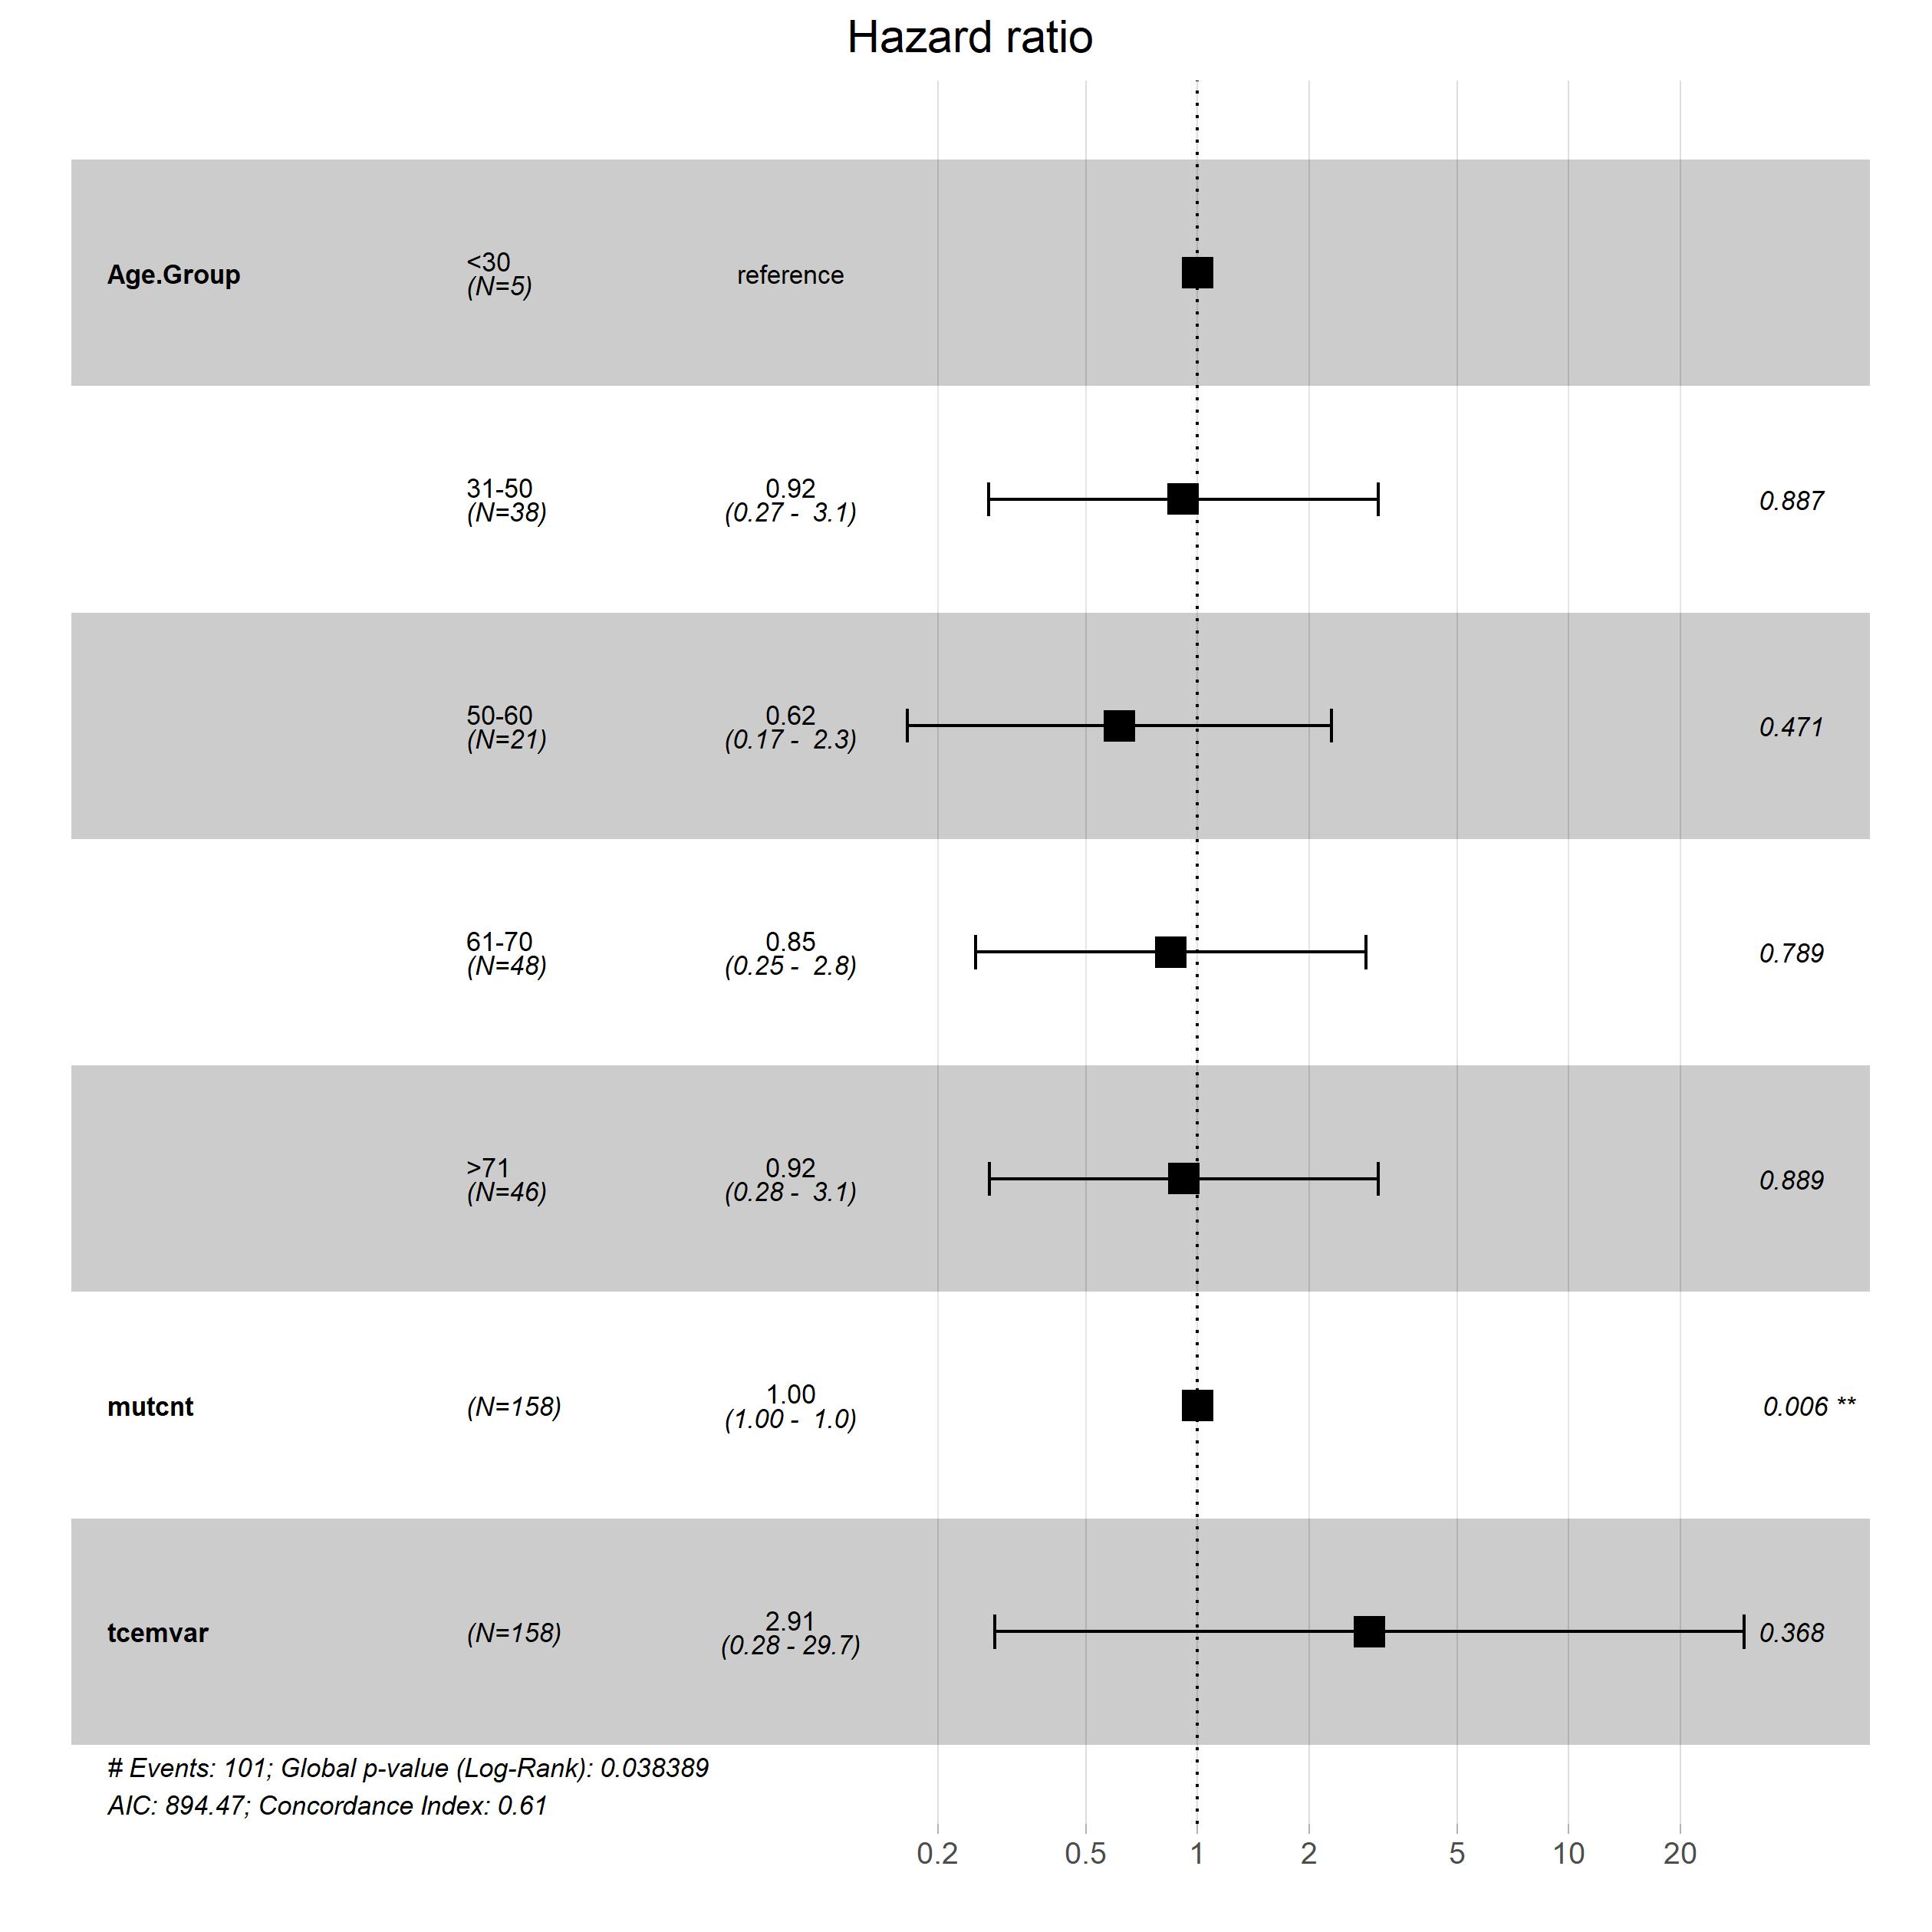 Hazard ratio
Age.Group
<30
(N=5)
reference
31-50
(N=38)
0.92
(0.27 - 3.1)
0.887
50-60
(N=21)
0.62
(0.17 - 2.3)
0.471
61-70
(N=48)
0.85
(0.25 - 2.8)
0.789
>71
(N=46)
0.92
(0.28 - 3.1)
0.889
mutcnt
(N=158)
1.00
(1.00 - 1.0)
0.006 **
tcemvar
(N=158)
2.91
(0.28 - 29.7)
0.368
# Events: 101; Global p-value (Log-Rank): 0.038389
AIC: 894.47; Concordance Index: 0.61
0.2 0.5 1 2 5 10 20